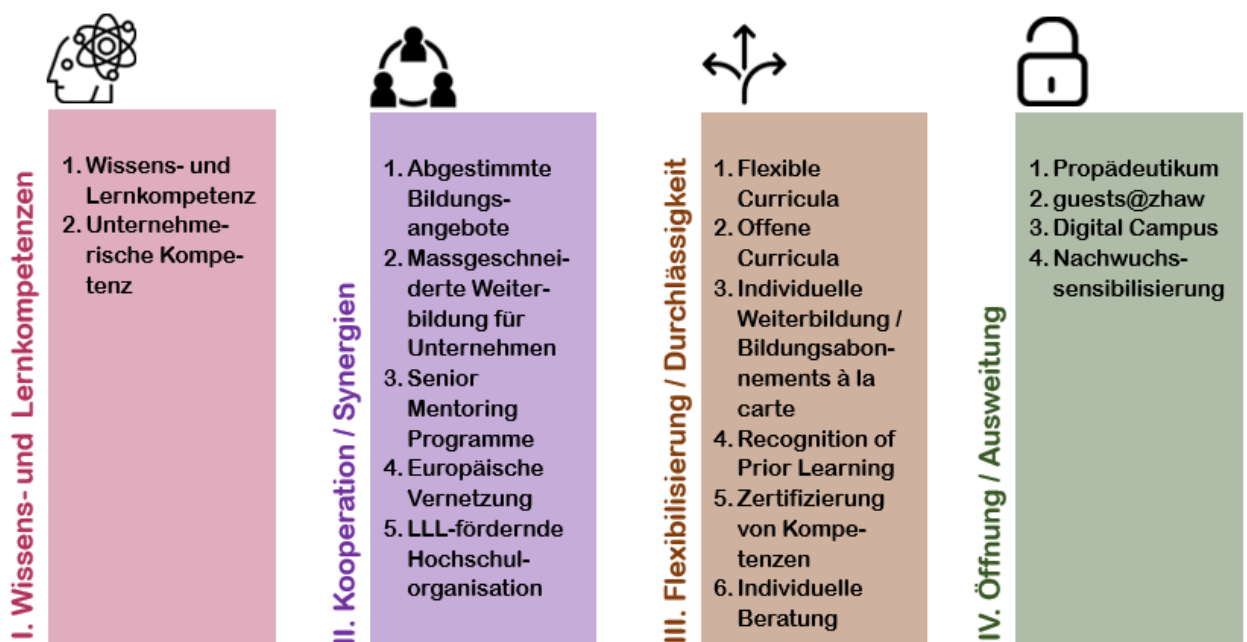 I. Wissens- und Lernkompetenzen
1. Wissens- und
Lernkompetenz
2. Unternehme-
rische Kompe-
tenz
II. Kooperation / Synergien
1. Abgestimmte
Bildungs-
angebote
2. Massgeschnei-
derte Weiter-
bildung für
Unternehmen
3. Senior
Mentoring
Programme
4. Europäische
Vernetzung
5. LLL-fördernde
Hochschul-
organisation
III. Flexibilisierung / Durchlässigkeit
1. Flexible
Curricula
2. Offene
Curricula
3. Individuelle
Weiterbildung /
Bildungsabon-
nements à la
carte
4. Recognition of
Prior Learning
5. Zertifizierung
von Kompe-
tenzen
6. Individuelle
Beratung
IV. Öffnung / Ausweitung
1. Propädeutikum
2. guests@zhaw
3. Digital Campus
4. Nachwuchs-
sensibilisierung